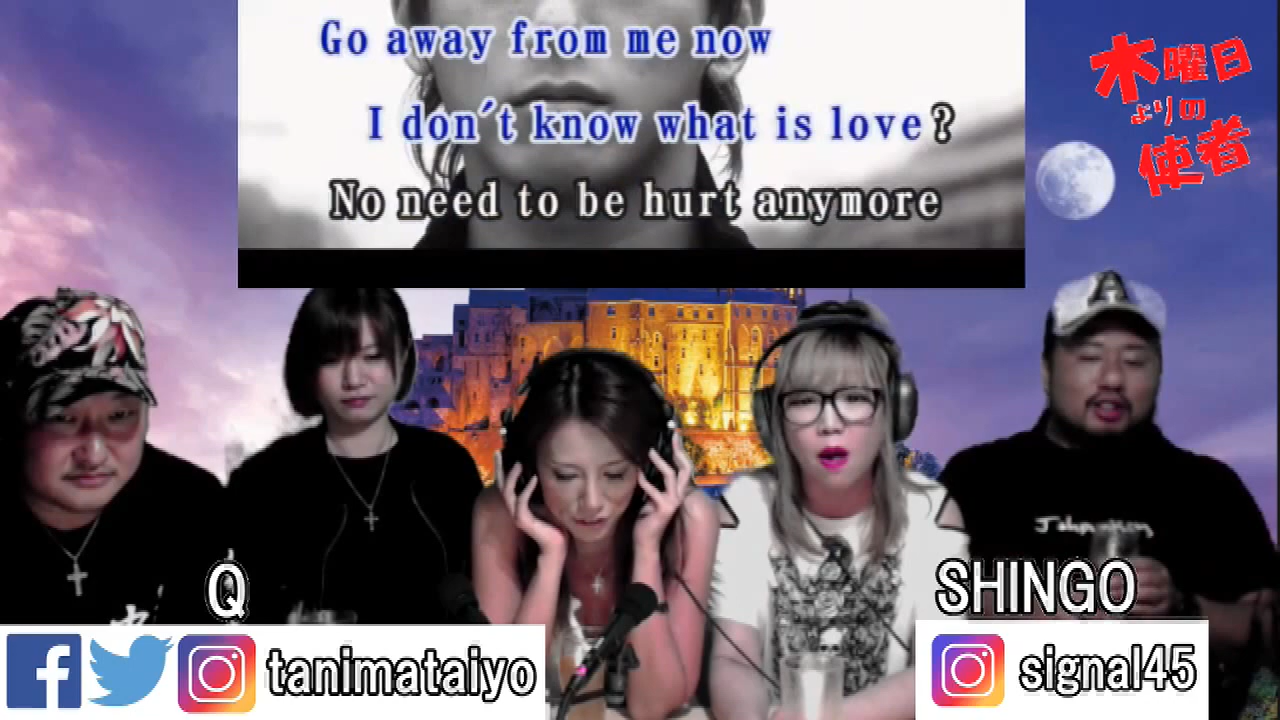 Go away from me now
I don't know what is love?
No need to be hurt anymore
木曜日
よりの
使者
Q
SHINGO
tanimataiyo
signal45